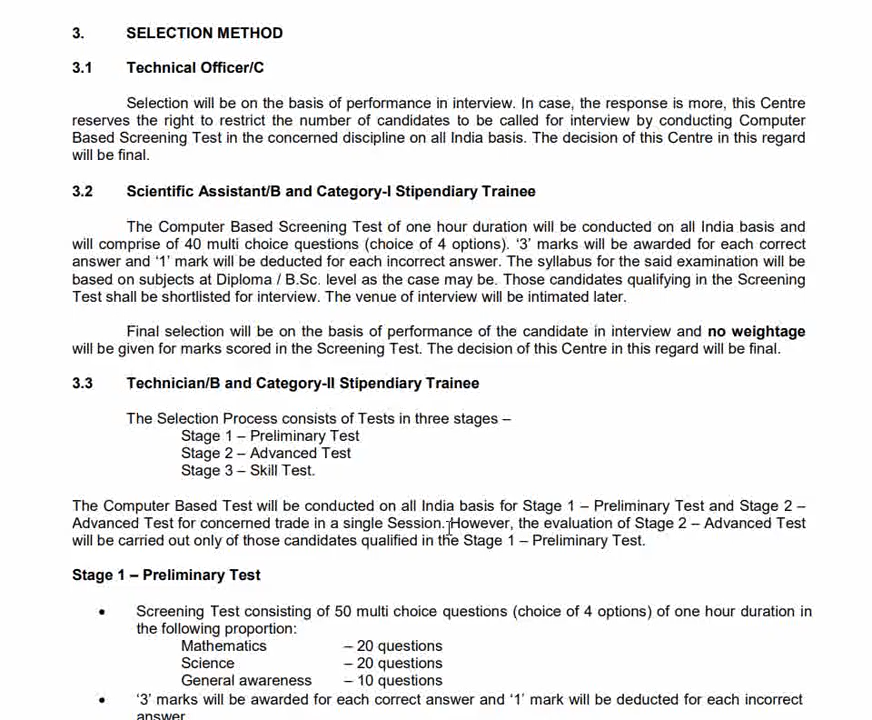 3. SELECTION METHOD
3.1 Technical Officer/C
Selection will be on the basis of performance in interview. In case, the response is more, this Centre
reserves the right to restrict the number of candidates to be called for interview by conducting Computer
Based Screening Test in the concerned discipline on all India basis. The decision of this Centre in this regard
will be final.
3.2 Scientific Assistant/B and Category-I Stipendiary Trainee
The Computer Based Screening Test of one hour duration will be conducted on all India basis and
will comprise of 40 multi choice questions (choice of 4 options). ‘3’ marks will be awarded for each correct
answer and ‘1’ mark will be deducted for each incorrect answer. The syllabus for the said examination will be
based on subjects at Diploma / B.Sc. level as the case may be. Those candidates qualifying in the Screening
Test shall be shortlisted for interview. The venue of interview will be intimated later.
Final selection will be on the basis of performance of the candidate in interview and no weightage
will be given for marks scored in the Screening Test. The decision of this Centre in this regard will be final.
3.3 Technician/B and Category-II Stipendiary Trainee
The Selection Process consists of Tests in three stages –
Stage 1 – Preliminary Test
Stage 2 – Advanced Test
Stage 3 – Skill Test.
The Computer Based Test will be conducted on all India basis for Stage 1 – Preliminary Test and Stage 2 –
Advanced Test for concerned trade in a single Session. However, the evaluation of Stage 2 – Advanced Test
will be carried out only of those candidates qualified in the Stage 1 – Preliminary Test.
Stage 1 – Preliminary Test
• Screening Test consisting of 50 multi choice questions (choice of 4 options) of one hour duration in
the following proportion:
Mathematics – 20 questions
Science – 20 questions
General awareness – 10 questions
• ‘3’ marks will be awarded for each correct answer and ‘1’ mark will be deducted for each incorrect
answer